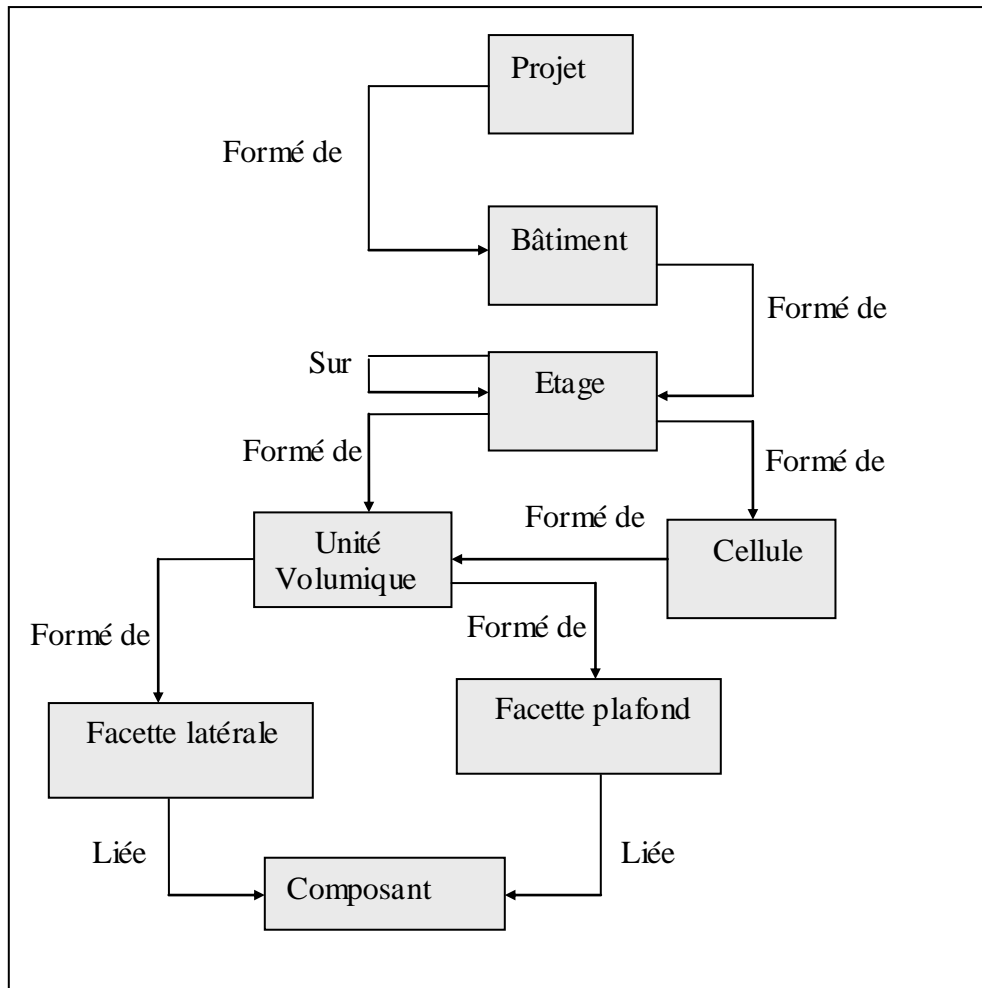 Projet
Formé de
Bâtiment
Formé de
Sur
Etage
Formé de
Formé de
Formé de
Unité
Volumique
Cellule
Formé de
Formé de
Facette latérale
Facette plafond
Liée
Liée
Composant